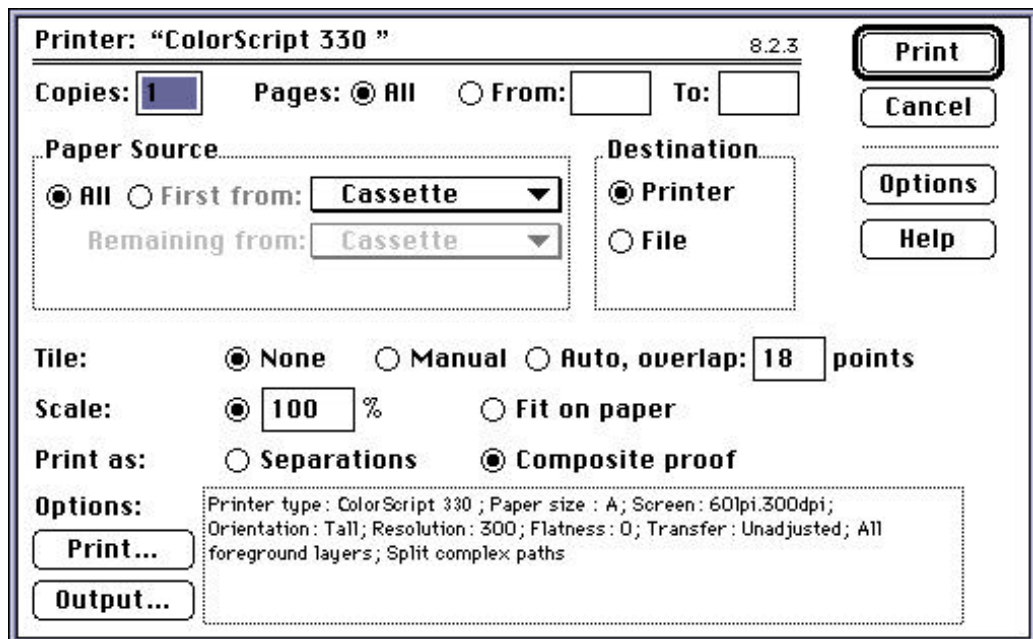 Printer: “ColorScript 330 ” 8.2.3 Print
Copies: 1 Pages: All From: To: Cancel
Paper Source Destination
All First from: Cassette Printer Options
Remaining from: Cassette File Help
Tile: None Manual Auto, overlap: 18 points
Scale: 100 % Fit on paper
Print as: Separations Composite proof
Options: Printer type : ColorScript 330 ; Paper size : A; Screen : 60lpi.300dpi;
Orientation : Tall; Resolution : 300; Flatness : 0; Transfer : Unadjusted; All
Print... foreground layers; Split complex paths
Output...